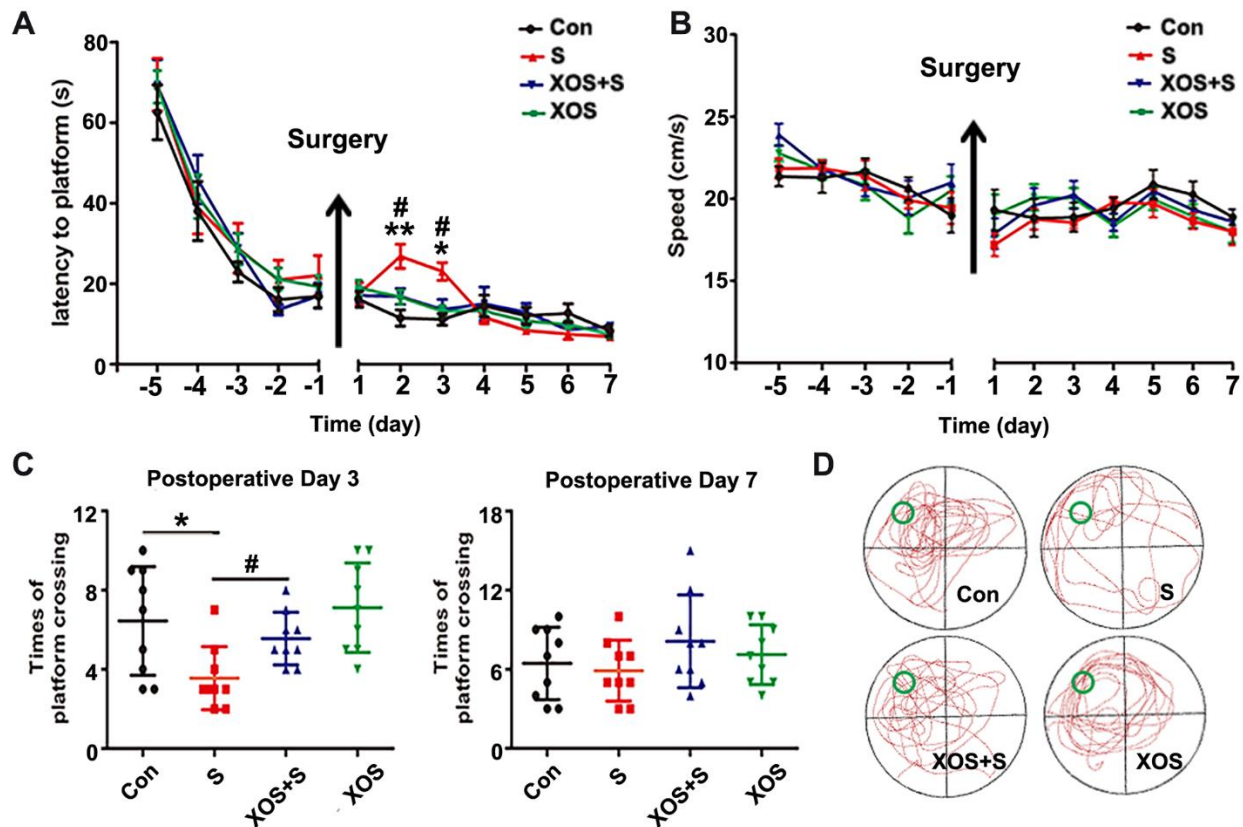 A
Con
S
XOS+S
XOS
Surgery
# #
** *
latency to platform (s)
80
60
40
20
0
-5 -4 -3 -2 -1 1 2 3 4 5 6 7
Time (day)
B
Con
S
XOS+S
XOS
Surgery
Speed (cm/s)
30
25
20
15
10
-5 -4 -3 -2 -1 1 2 3 4 5 6 7
Time (day)
C
Postoperative Day 3
Times of
platform crossing
12
8
4
0
*
#
Con S XOS+S XOS
Postoperative Day 7
Times of
platform crossing
18
12
6
0
Con S XOS+S XOS
D
Con
S
XOS+S
XOS